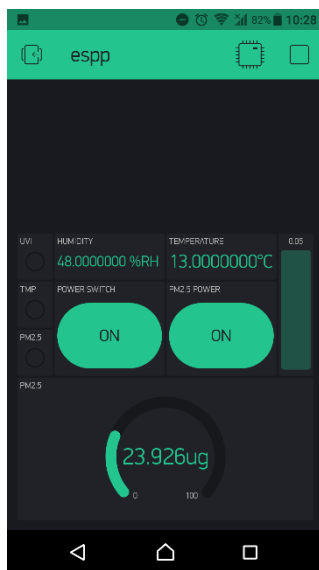 82% 10:28
espp
UVI HUMIDITY TEMPERATURE 0.05
48.0000000 %RH 13.0000000°C
TMP POWER SWITCH PM2.5 POWER
PM2.5 ON ON
PM2.5
23.926ug
0 100